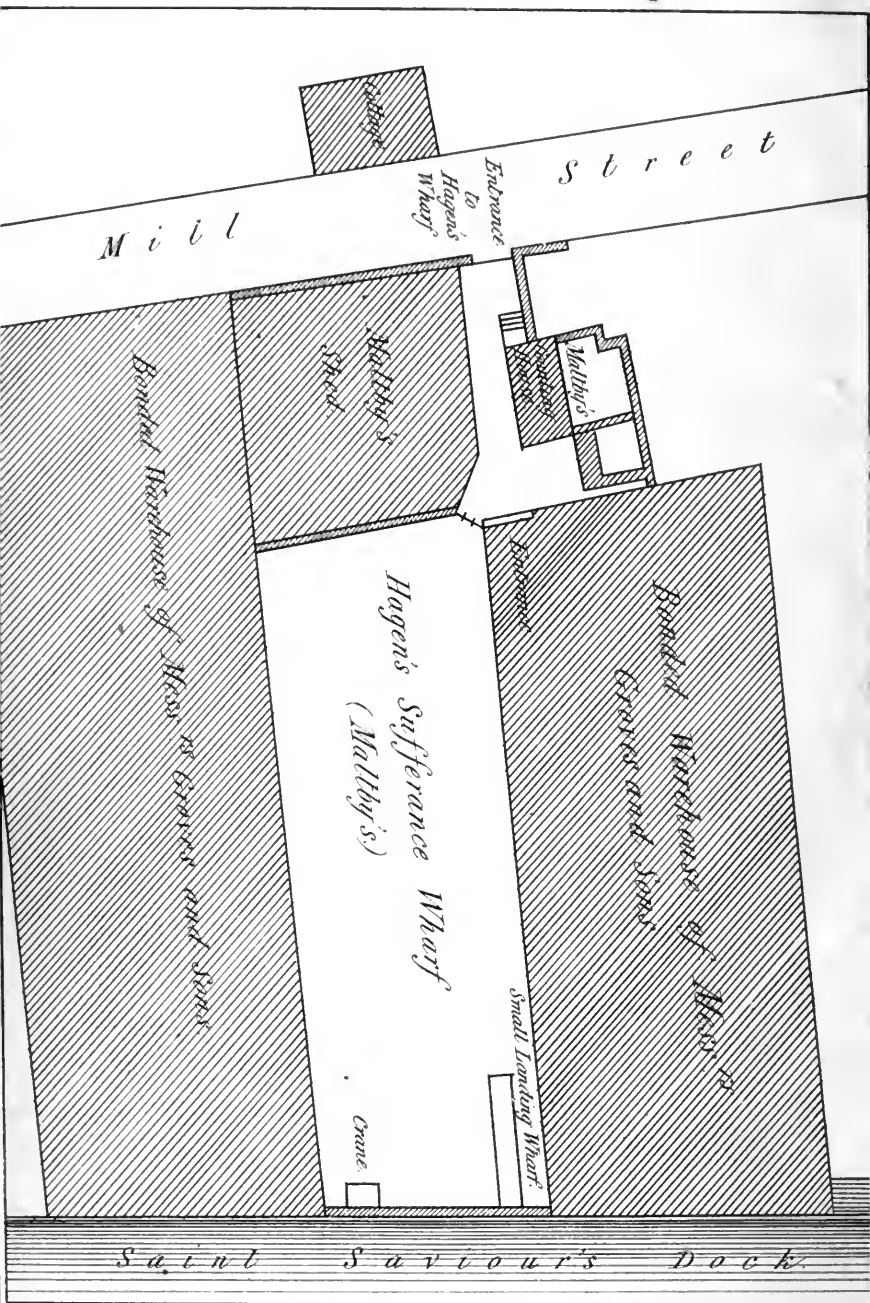 Cottage
Mill Street
Entrance
to
Hagen's
Wharf
Maltby's
Counting
House
Maltby's
Shed.
Entrance
Bonded Warehouse of Mess.rs
Graves and Sons
Hagen's Sufferance Wharf
(Maltby's.)
Bonded Warehouse of Mess.rs Graves and Sons
Small Landing Wharf.
Crane.
Saint Saviour's Dock.